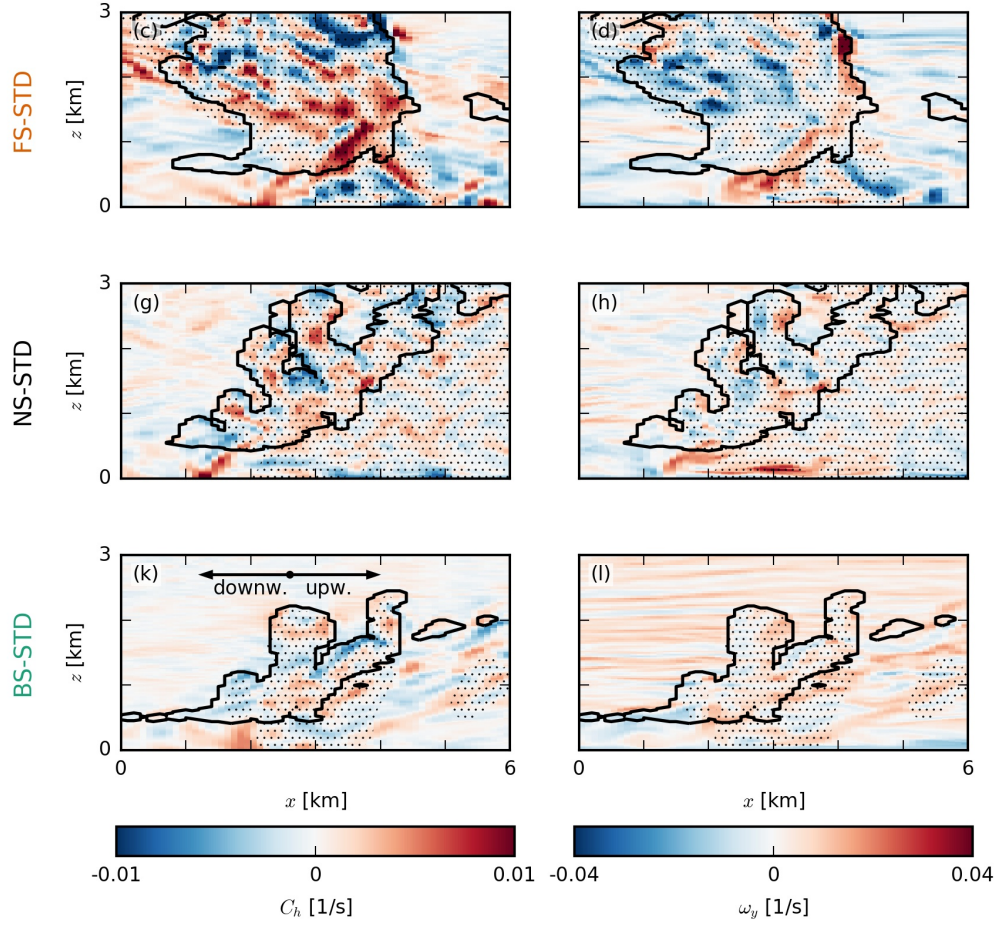 FS-STD
z [km]
3
0
(c)
(d)
NS-STD
z [km]
3
0
(g)
(h)
BS-STD
z [km]
3
0
(k)
downw. upw.
(l)
0
6
0
6
x [km]
x [km]
-0.01
0
0.01
-0.04
0
0.04
C_h [1/s]
ω_y [1/s]